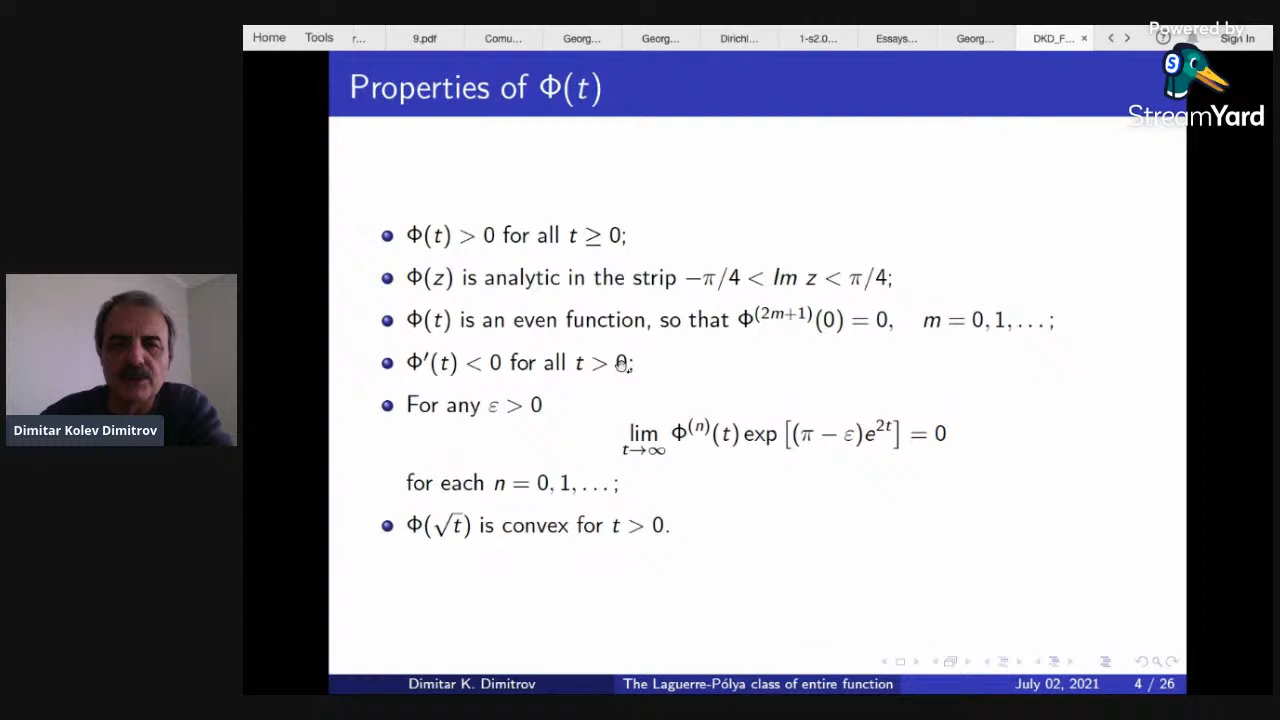 Home Tools r... 9.pdf Comu... Georg... Georg... Dirichl... 1-s2.0... Essays... Georg... DKD_F... × Sign In
Powered by
StreamYard
Properties of Φ(t)
Φ(t) > 0 for all t ≥ 0;
Φ(z) is analytic in the strip −π/4 < Im z < π/4;
Φ(t) is an even function, so that Φ^(2m+1)(0) = 0, m = 0, 1, . . . ;
Φ′(t) < 0 for all t > 0;
For any ε > 0
lim t→∞ Φ^(n)(t) exp [(π − ε)e^2t] = 0
for each n = 0, 1, . . . ;
Φ(√t) is convex for t > 0.
Dimitar Kolev Dimitrov
Dimitar K. Dimitrov The Laguerre-Pólya class of entire function July 02, 2021 4 / 26